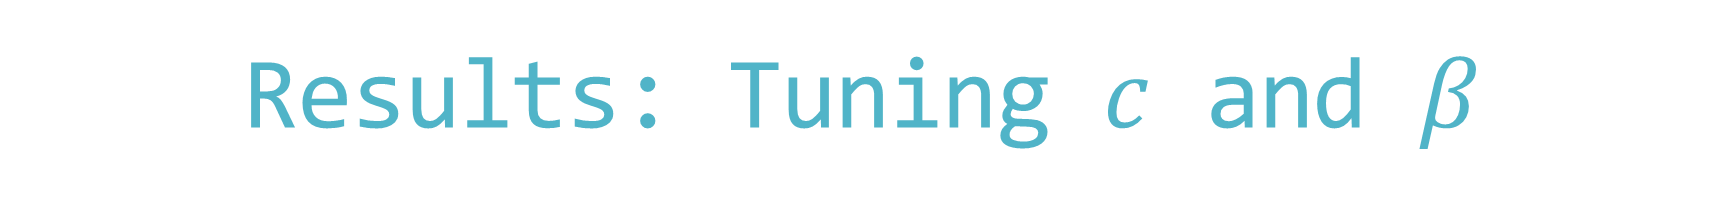 Results: Tuning c and β